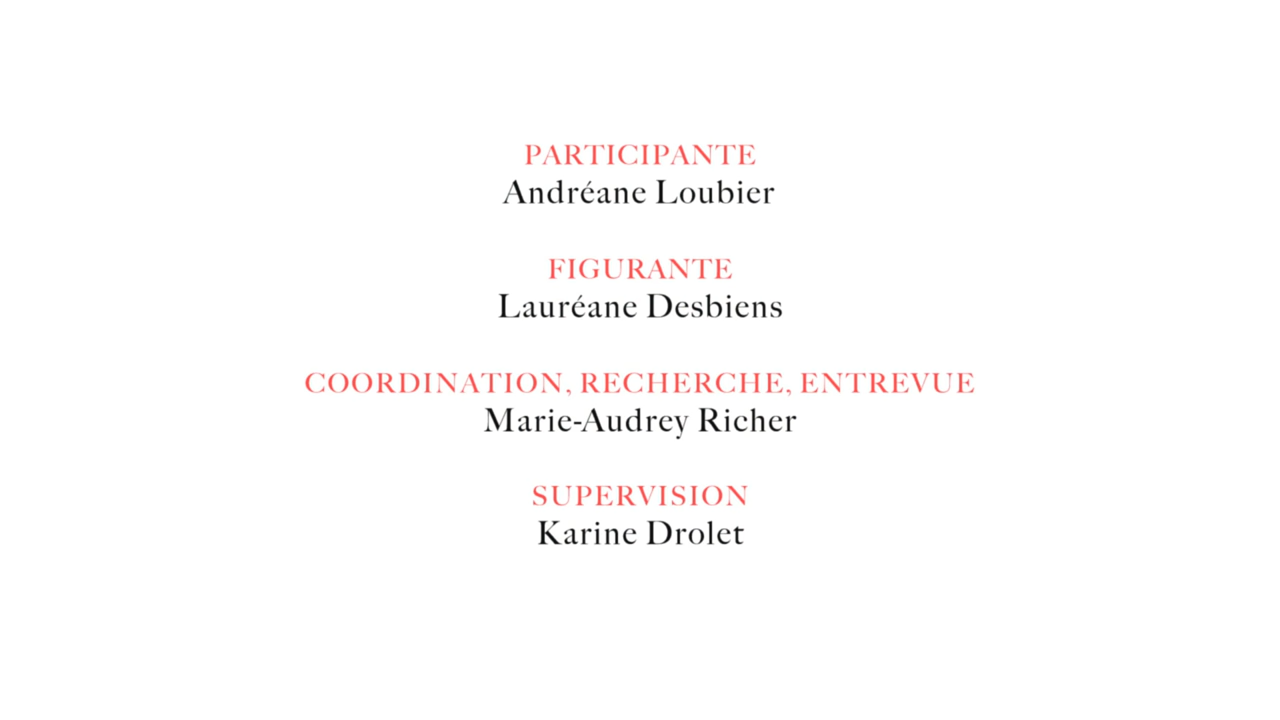 PARTICIPANTE
Andréane Loubier
FIGURANTE
Lauréane Desbiens
COORDINATION, RECHERCHE, ENTREVUE
Marie-Audrey Richer
SUPERVISION
Karine Drolet